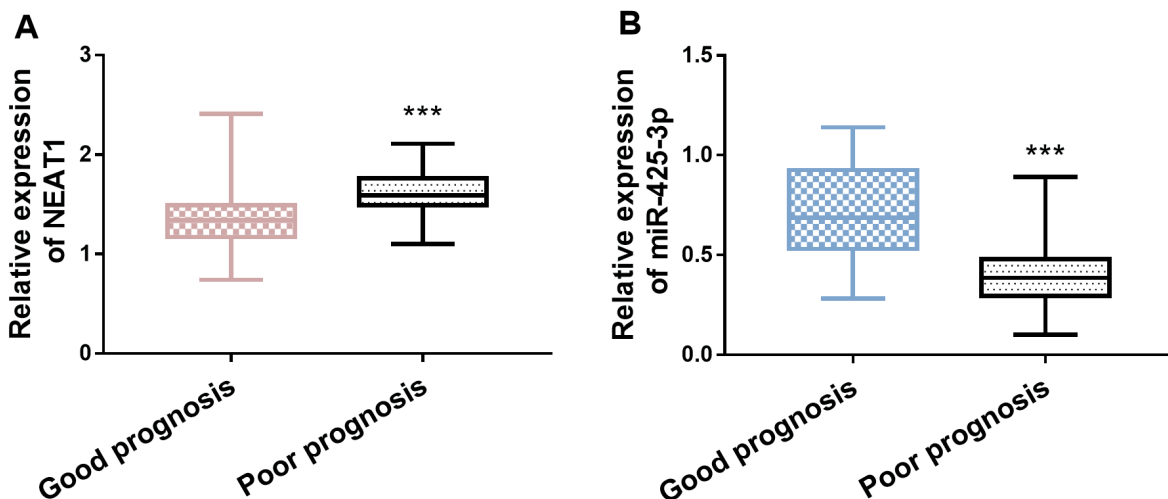 A
Relative expression
of NEAT1
3
2
1
0
***
Good prognosis
Poor prognosis
B
Relative expression
of miR-425-3p
1.5
1.0
0.5
0.0
***
Good prognosis
Poor prognosis